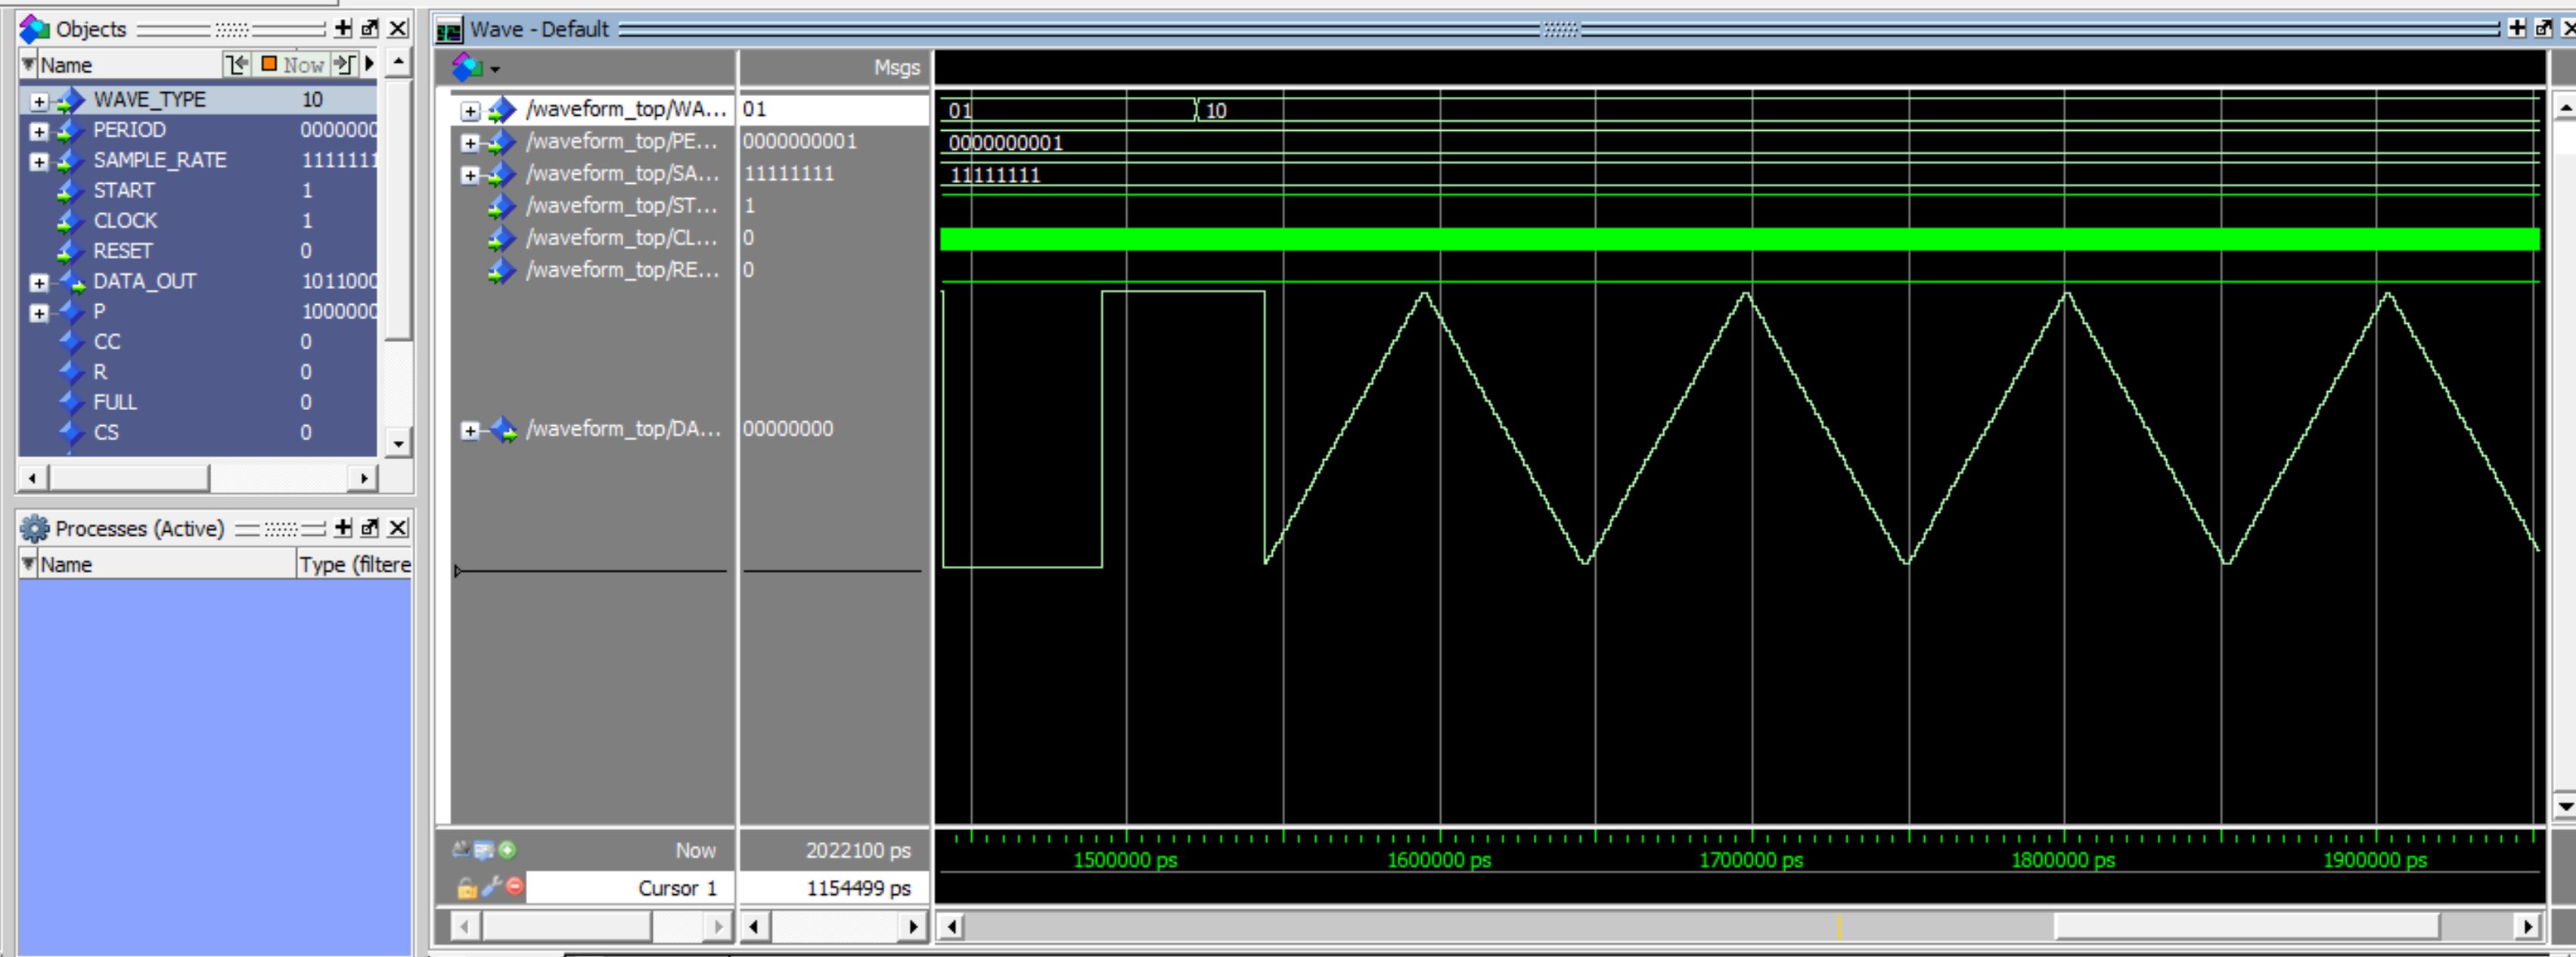 Objects
Name Now
WAVE_TYPE 10
PERIOD 0000000
SAMPLE_RATE 1111111
START 1
CLOCK 1
RESET 0
DATA_OUT 1011000
P 1000000
CC 0
R 0
FULL 0
CS 0
Processes (Active)
Name Type (filtere
Wave - Default
Msgs
/waveform_top/WA... 01 01 10
/waveform_top/PE... 0000000001 0000000001
/waveform_top/SA... 11111111 11111111
/waveform_top/ST... 1
/waveform_top/CL... 0
/waveform_top/RE... 0
/waveform_top/DA... 00000000
Now 2022100 ps 1500000 ps 1600000 ps 1700000 ps 1800000 ps 1900000 ps
Cursor 1 1154499 ps